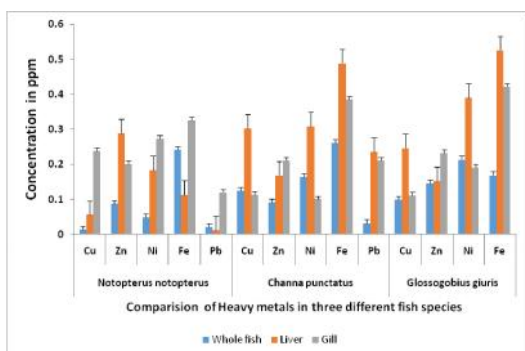 0.6
0.5
0.4
0.3
0.2
0.1
0
Concentration in ppm
Cu Zn Ni Fe Pb Cu Zn Ni Fe Pb Cu Zn Ni Fe
Notopterus notopterus Channa punctatus Glossogobius giuris
Comparision of Heavy metals in three different fish species
Whole fish Liver Gill